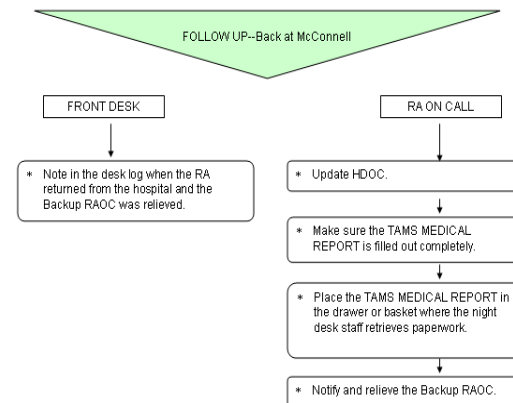 FOLLOW UP--Back at McConnell
FRONT DESK
* Note in the desk log when the RA
returned from the hospital and the
Backup RAOC was relieved.
RA ON CALL
* Update HDOC.
* Make sure the TAMS MEDICAL
REPORT is filled out completely.
* Place the TAMS MEDICAL REPORT in
the drawer or basket where the night
desk staff retrieves paperwork.
* Notify and relieve the Backup RAOC.